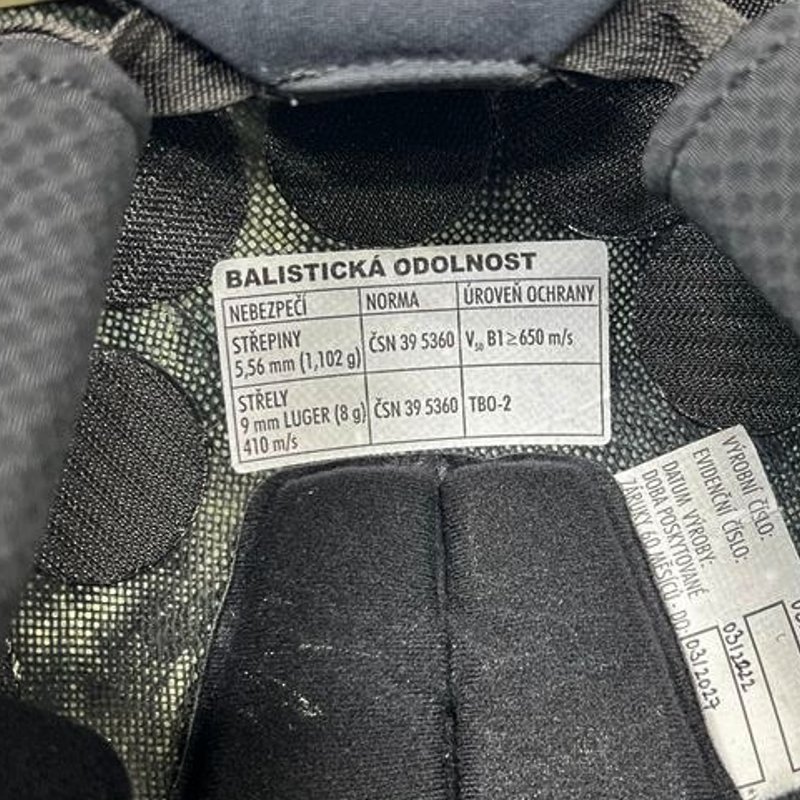 BALISTICKÁ ODOLNOST
NEBEZPEČÍ NORMA ÚROVEŇ OCHRANY
STŘEPINY
5,56 mm (1,102 g) ČSN 39 5360 V50 B1≥650 m/s
STŘELY
9 mm LUGER (8 g) ČSN 39 5360 TBO-2
410 m/s
VÝROBNÍ ČÍSLO:
EVIDENČNÍ ČÍSLO:
DATUM VÝROBY: 03/2022
DOBA POSKYTOVANÉ
ZÁRUKY 60 MĚSÍCŮ - DO 03/2027